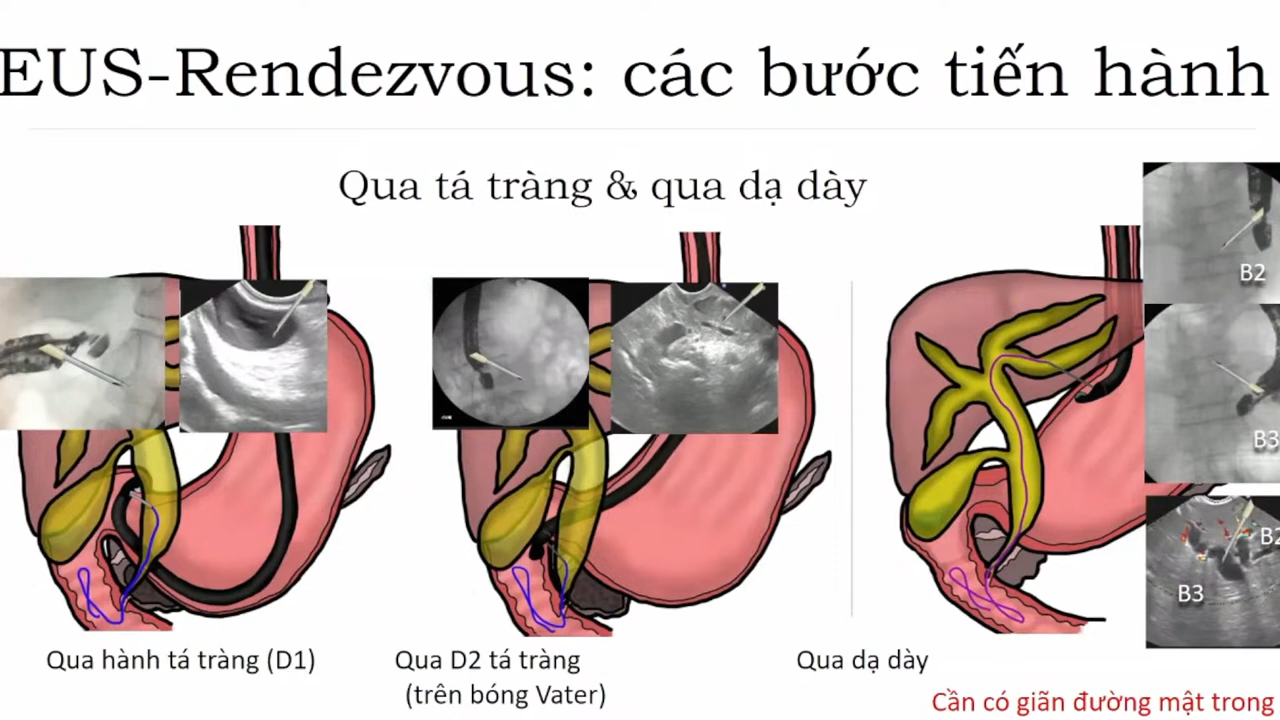 EUS-Rendezvous: các bước tiến hành
Qua tá tràng & qua dạ dày
B2
B3
B2
B3
Qua hành tá tràng (D1)
Qua D2 tá tràng
(trên bóng Vater)
Qua dạ dày
Cần có giãn đường mật trong